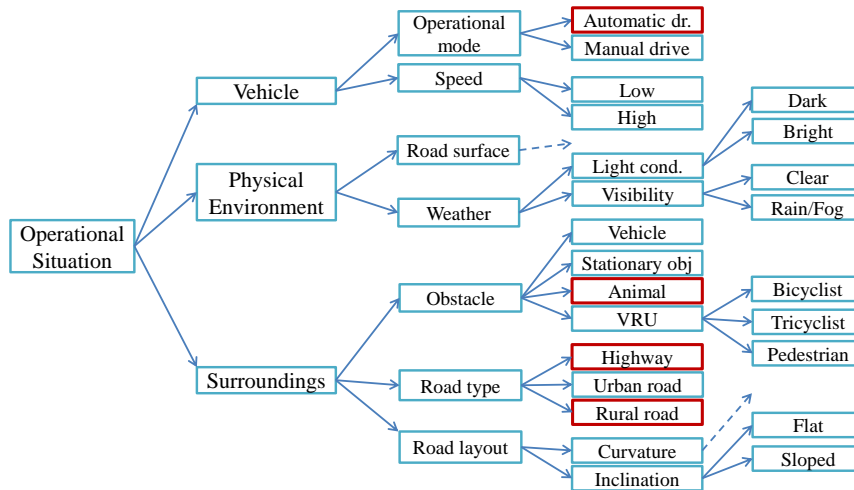 Operational
Situation
Vehicle
Physical
Environment
Surroundings
Operational
mode
Speed
Road surface
Weather
Obstacle
Road type
Road layout
Automatic dr.
Manual drive
Low
High
Light cond.
Visibility
Vehicle
Stationary obj
Animal
VRU
Highway
Urban road
Rural road
Curvature
Inclination
Dark
Bright
Clear
Rain/Fog
Bicyclist
Tricyclist
Pedestrian
Flat
Sloped